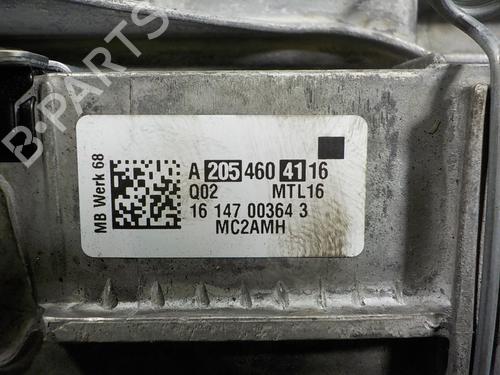 MB Werk 68
A 205 460 41 16
Q02 MTL16
16 147 00364 3
MC2AMH
B-PARTS